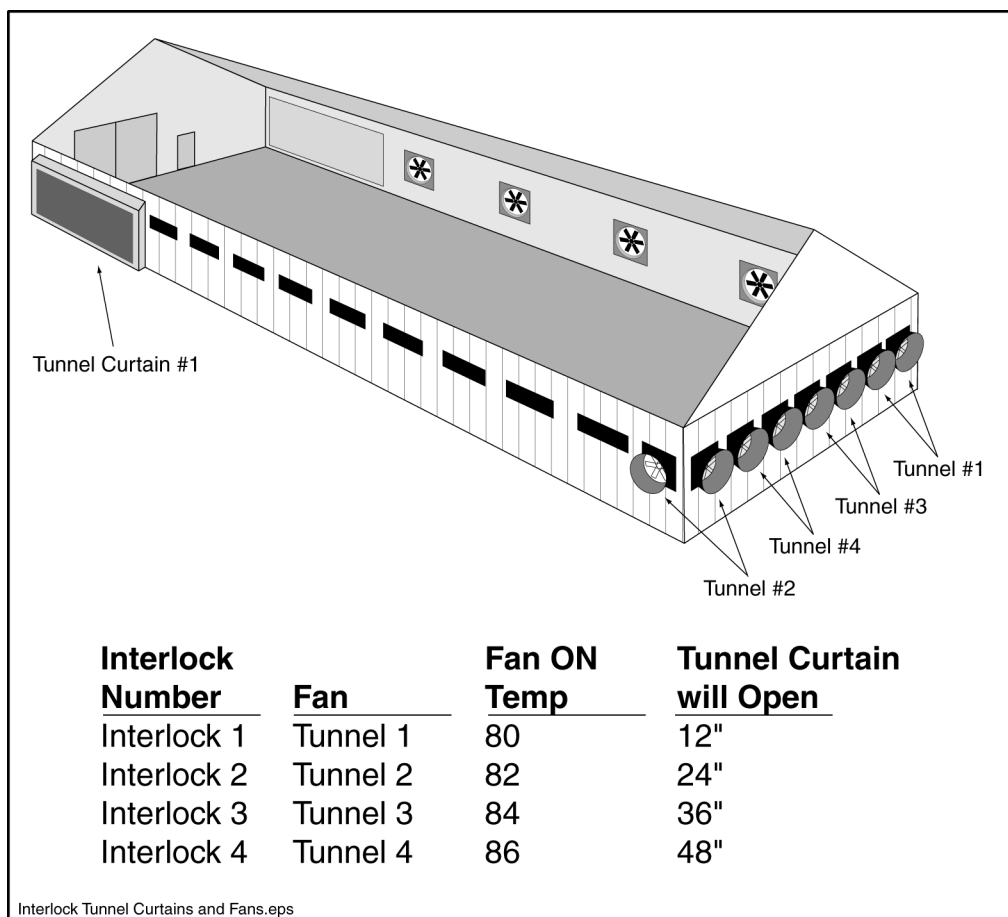 Tunnel Curtain #1
Tunnel #1
Tunnel #3
Tunnel #4
Tunnel #2
Interlock Number Fan Fan ON Temp Tunnel Curtain will Open
Interlock 1 Tunnel 1 80 12"
Interlock 2 Tunnel 2 82 24"
Interlock 3 Tunnel 3 84 36"
Interlock 4 Tunnel 4 86 48"
Interlock Tunnel Curtains and Fans.eps